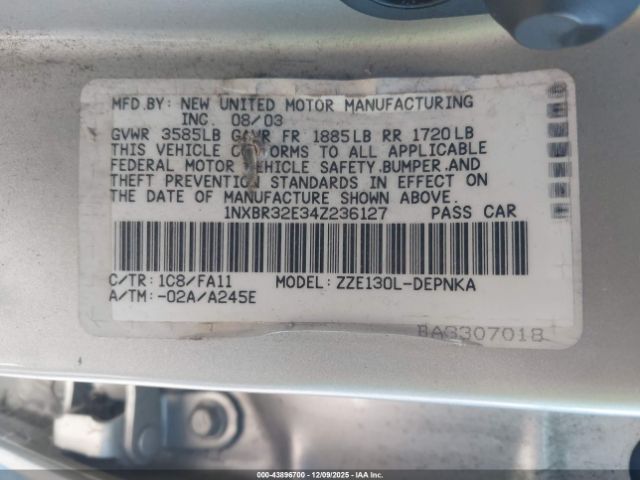 MFD.BY: NEW UNITED MOTOR MANUFACTURING
INC. 08/03
GVWR 3585LB GAWR FR 1885LB RR 1720LB
THIS VEHICLE CONFORMS TO ALL APPLICABLE
FEDERAL MOTOR VEHICLE SAFETY,BUMPER,AND
THEFT PREVENTION STANDARDS IN EFFECT ON
THE DATE OF MANUFACTURE SHOWN ABOVE.
1NXBR32E34Z236127 PASS CAR
C/TR: 1C8/FA11 MODEL: ZZE130L-DEPNKA
A/TM: -02A/A245E
BAS307018
000-43896700 - 12/09/2025 - IAAI.COM